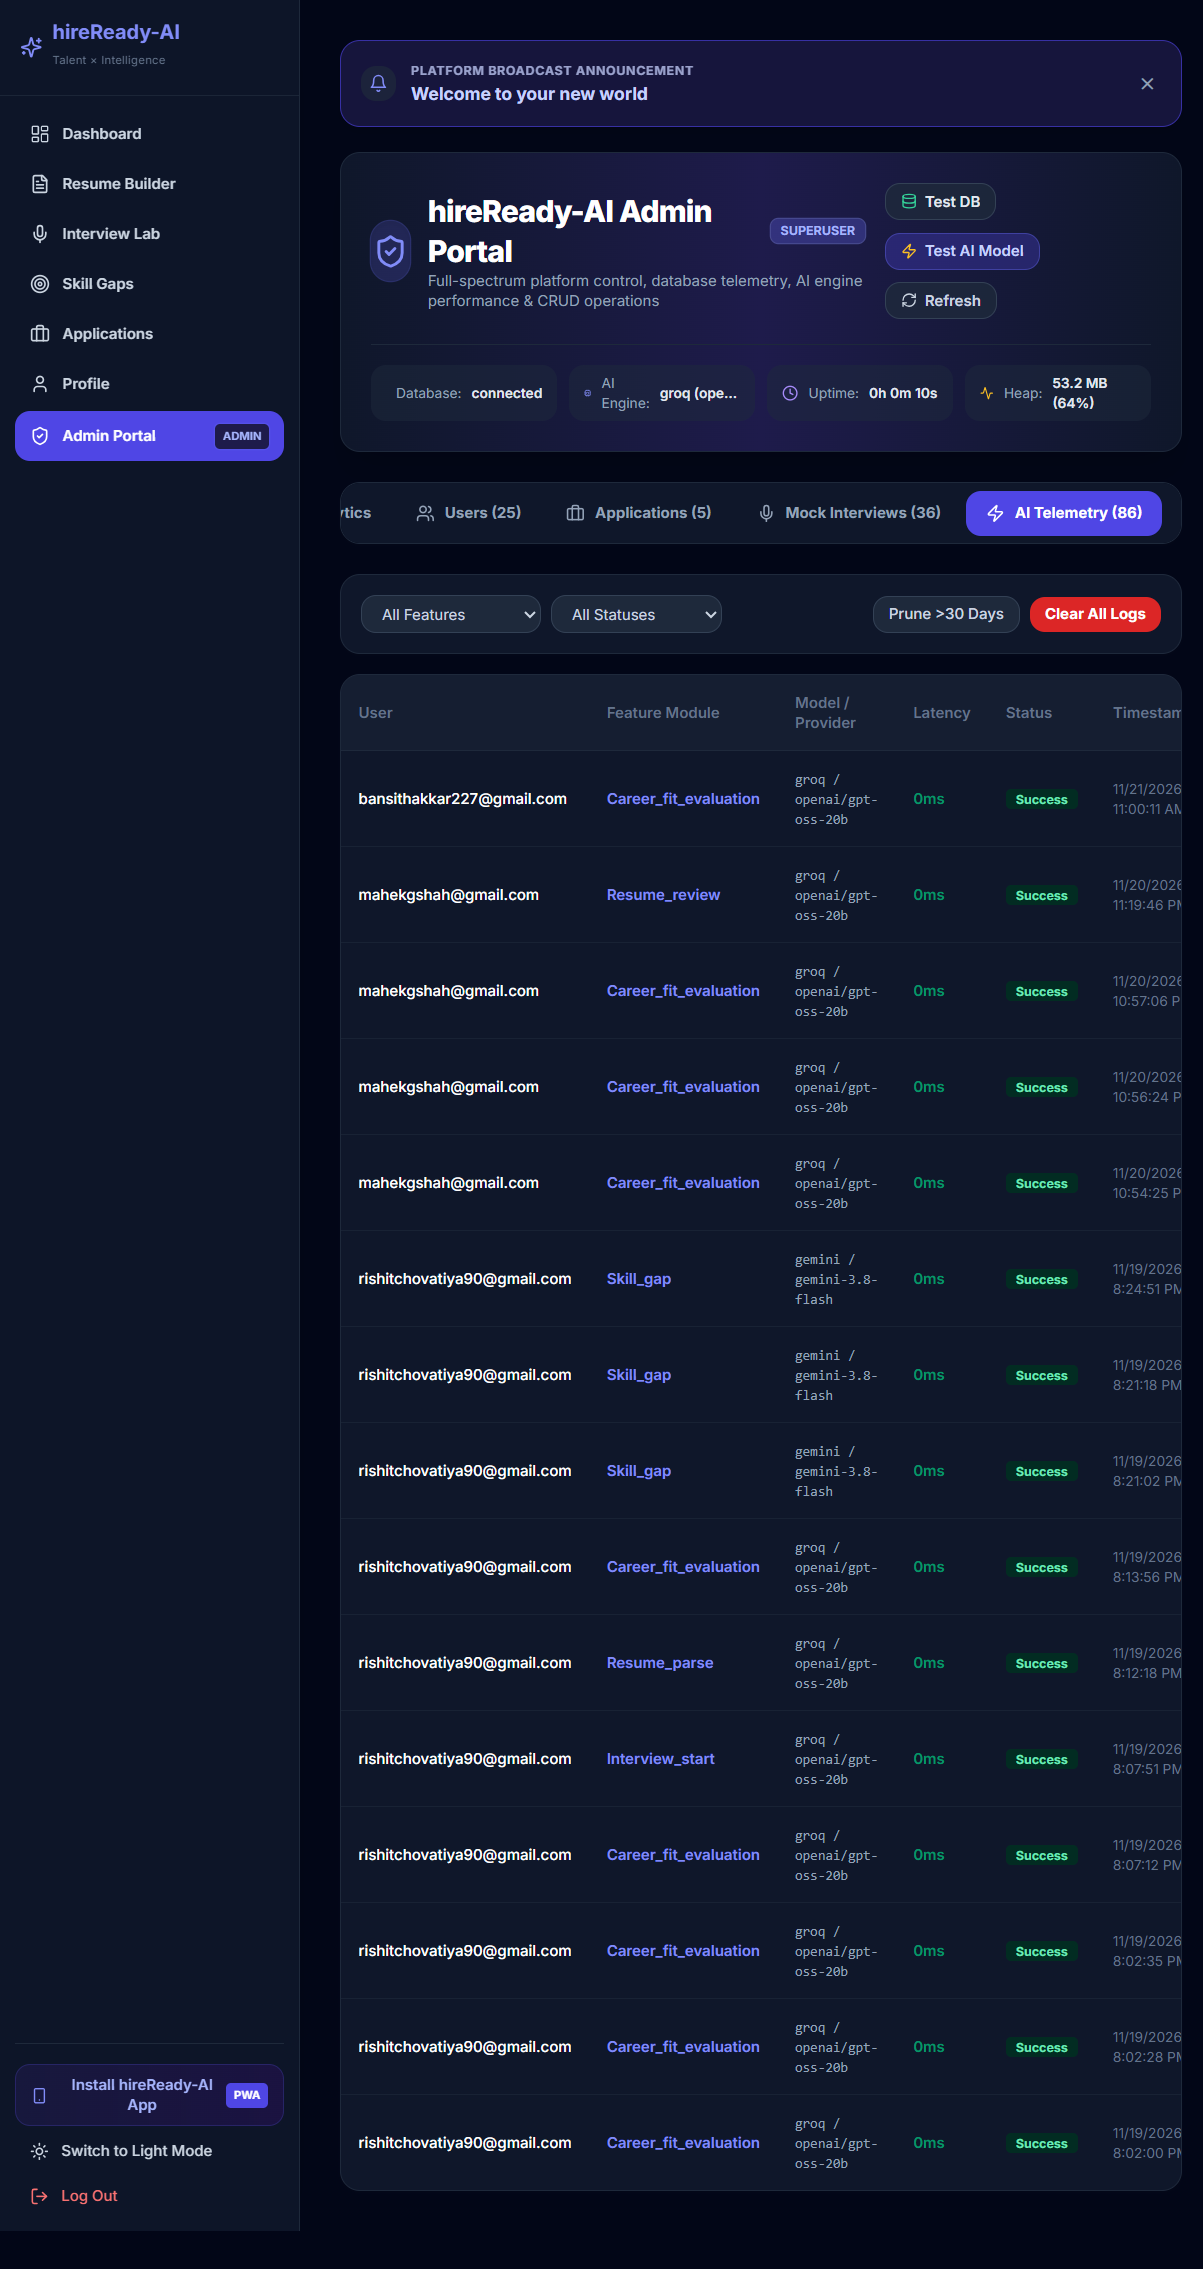 hireReady-AI
Talent × Intelligence
Dashboard
Resume Builder
Interview Lab
Skill Gaps
Applications
Profile
Admin Portal ADMIN
Install hireReady-AI
App
PWA
Switch to Light Mode
Log Out
PLATFORM BROADCAST ANNOUNCEMENT
Welcome to your new world
hireReady-AI Admin
Portal
SUPERUSER
Full-spectrum platform control, database telemetry, AI engine
performance & CRUD operations
Test DB
Test AI Model
Refresh
Database: connected
AI
Engine:
groq (ope...
Uptime: 0h 0m 10s
Heap:
53.2 MB
(64%)
ytics
Users (25)
Applications (5)
Mock Interviews (36)
AI Telemetry (86)
All Features
All Statuses
Prune >30 Days
Clear All Logs
User
Feature Module
Model /
Provider
Latency
Status
Timestam
bansithakkar227@gmail.com
Career_fit_evaluation
groq /
openai/gpt-
oss-20b
0ms
Success
11/21/2026
11:00:11 AM
mahekgshah@gmail.com
Resume_review
groq /
openai/gpt-
oss-20b
0ms
Success
11/20/2026
11:19:46 PM
mahekgshah@gmail.com
Career_fit_evaluation
groq /
openai/gpt-
oss-20b
0ms
Success
11/20/2026
10:57:06 P
mahekgshah@gmail.com
Career_fit_evaluation
groq /
openai/gpt-
oss-20b
0ms
Success
11/20/2026
10:56:24 P
mahekgshah@gmail.com
Career_fit_evaluation
groq /
openai/gpt-
oss-20b
0ms
Success
11/20/2026
10:54:25 P
rishitchovatiya90@gmail.com
Skill_gap
gemini /
gemini-3.8-
flash
0ms
Success
11/19/2026
8:24:51 PM
rishitchovatiya90@gmail.com
Skill_gap
gemini /
gemini-3.8-
flash
0ms
Success
11/19/2026
8:21:18 PM
rishitchovatiya90@gmail.com
Skill_gap
gemini /
gemini-3.8-
flash
0ms
Success
11/19/2026
8:21:02 PM
rishitchovatiya90@gmail.com
Career_fit_evaluation
groq /
openai/gpt-
oss-20b
0ms
Success
11/19/2026
8:13:56 PM
rishitchovatiya90@gmail.com
Resume_parse
groq /
openai/gpt-
oss-20b
0ms
Success
11/19/2026
8:12:18 PM
rishitchovatiya90@gmail.com
Interview_start
groq /
openai/gpt-
oss-20b
0ms
Success
11/19/2026
8:07:51 PM
rishitchovatiya90@gmail.com
Career_fit_evaluation
groq /
openai/gpt-
oss-20b
0ms
Success
11/19/2026
8:07:12 PM
rishitchovatiya90@gmail.com
Career_fit_evaluation
groq /
openai/gpt-
oss-20b
0ms
Success
11/19/2026
8:02:35 PM
rishitchovatiya90@gmail.com
Career_fit_evaluation
groq /
openai/gpt-
oss-20b
0ms
Success
11/19/2026
8:02:28 PM
rishitchovatiya90@gmail.com
Career_fit_evaluation
groq /
openai/gpt-
oss-20b
0ms
Success
11/19/2026
8:02:00 PM